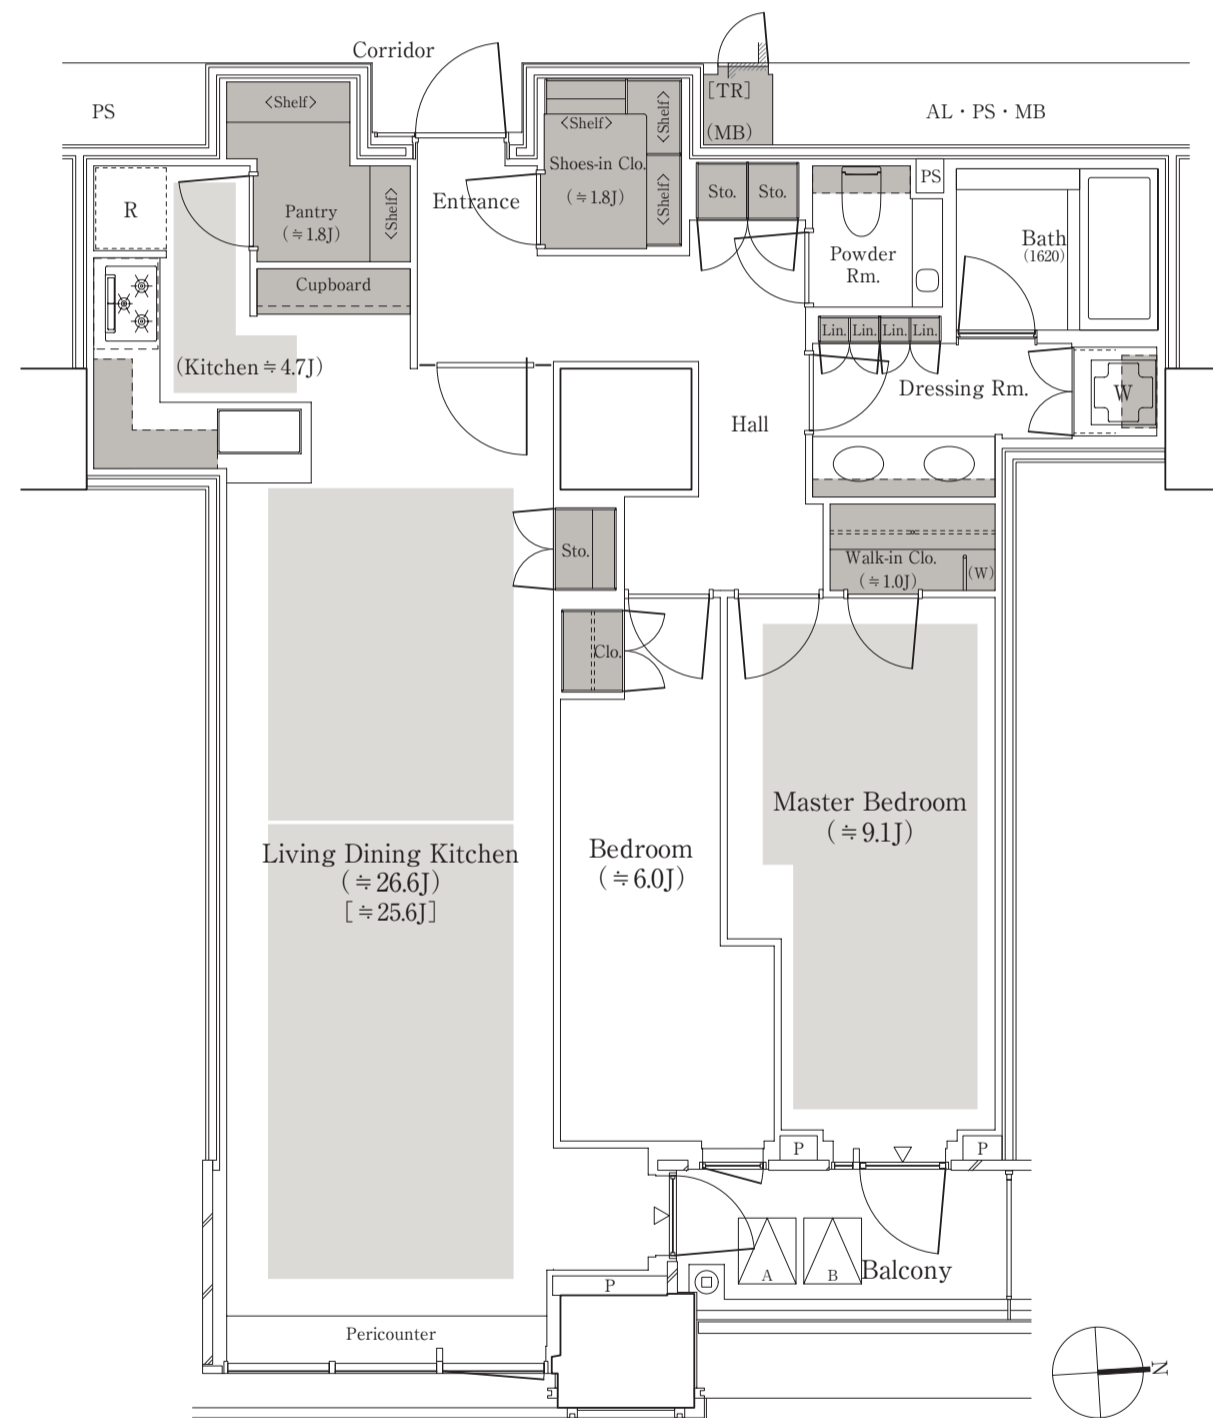 Corridor
PS
〈Shelf〉
〈Shelf〉
〈Shelf〉
[TR]
(MB)
AL・PS・MB
R
Pantry
(≒1.8J)
〈Shelf〉
Entrance
Shoes-in Clo.
(≒1.8J)
〈Shelf〉
Sto.
Sto.
PS
Powder
Rm.
Bath
(1620)
Cupboard
Lin.
Lin.
Lin.
Lin.
(Kitchen≒4.7J)
Hall
Dressing Rm.
W
Sto.
Walk-in Clo.
(≒1.0J)
(W)
Clo.
Living Dining Kitchen
(≒26.6J)
[≒25.6J]
Bedroom
(≒6.0J)
Master Bedroom
(≒9.1J)
P
P
A
B
Balcony
P
Pericounter
N